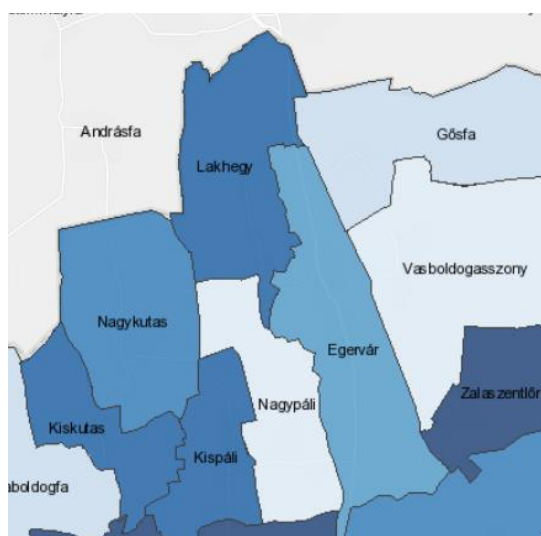 Andrásfa
Gősfa
Lakhegy
Vasboldogasszony
Nagykutas
Egervár
Zalaszentlőr
Nagypáli
Kiskutas
Kispáli
aboldogfa